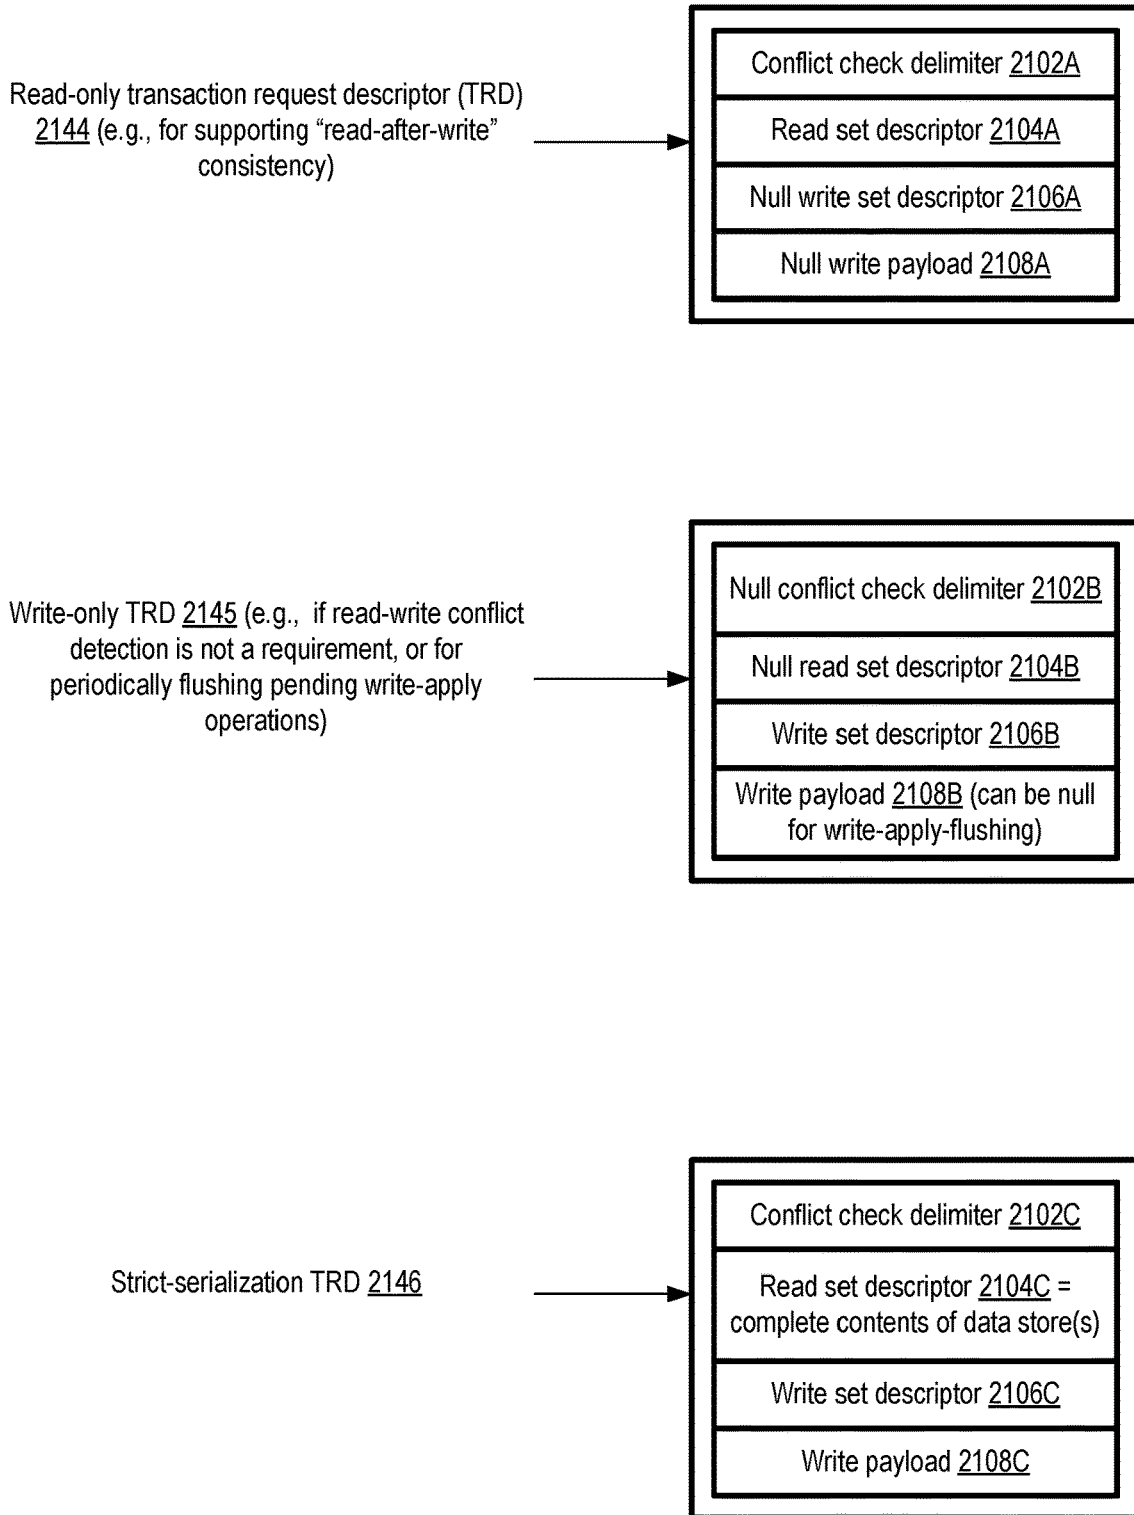 Read-only transaction request descriptor (TRD)
2144 (e.g., for supporting “read-after-write”
consistency)
Conflict check delimiter 2102A
Read set descriptor 2104A
Null write set descriptor 2106A
Null write payload 2108A
Write-only TRD 2145 (e.g., if read-write conflict
detection is not a requirement, or for
periodically flushing pending write-apply
operations)
Null conflict check delimiter 2102B
Null read set descriptor 2104B
Write set descriptor 2106B
Write payload 2108B (can be null
for write-apply-flushing)
Strict-serialization TRD 2146
Conflict check delimiter 2102C
Read set descriptor 2104C =
complete contents of data store(s)
Write set descriptor 2106C
Write payload 2108C